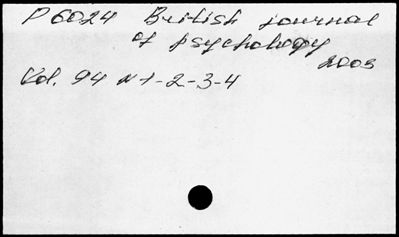 P6024 British journal
of psychology
2003
Vol. 94 N 1-2-3-4